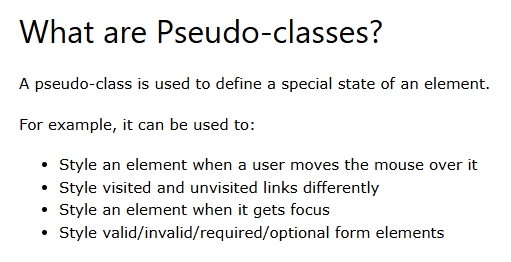 What are Pseudo-classes?
A pseudo-class is used to define a special state of an element.
For example, it can be used to:
• Style an element when a user moves the mouse over it
• Style visited and unvisited links differently
• Style an element when it gets focus
• Style valid/invalid/required/optional form elements